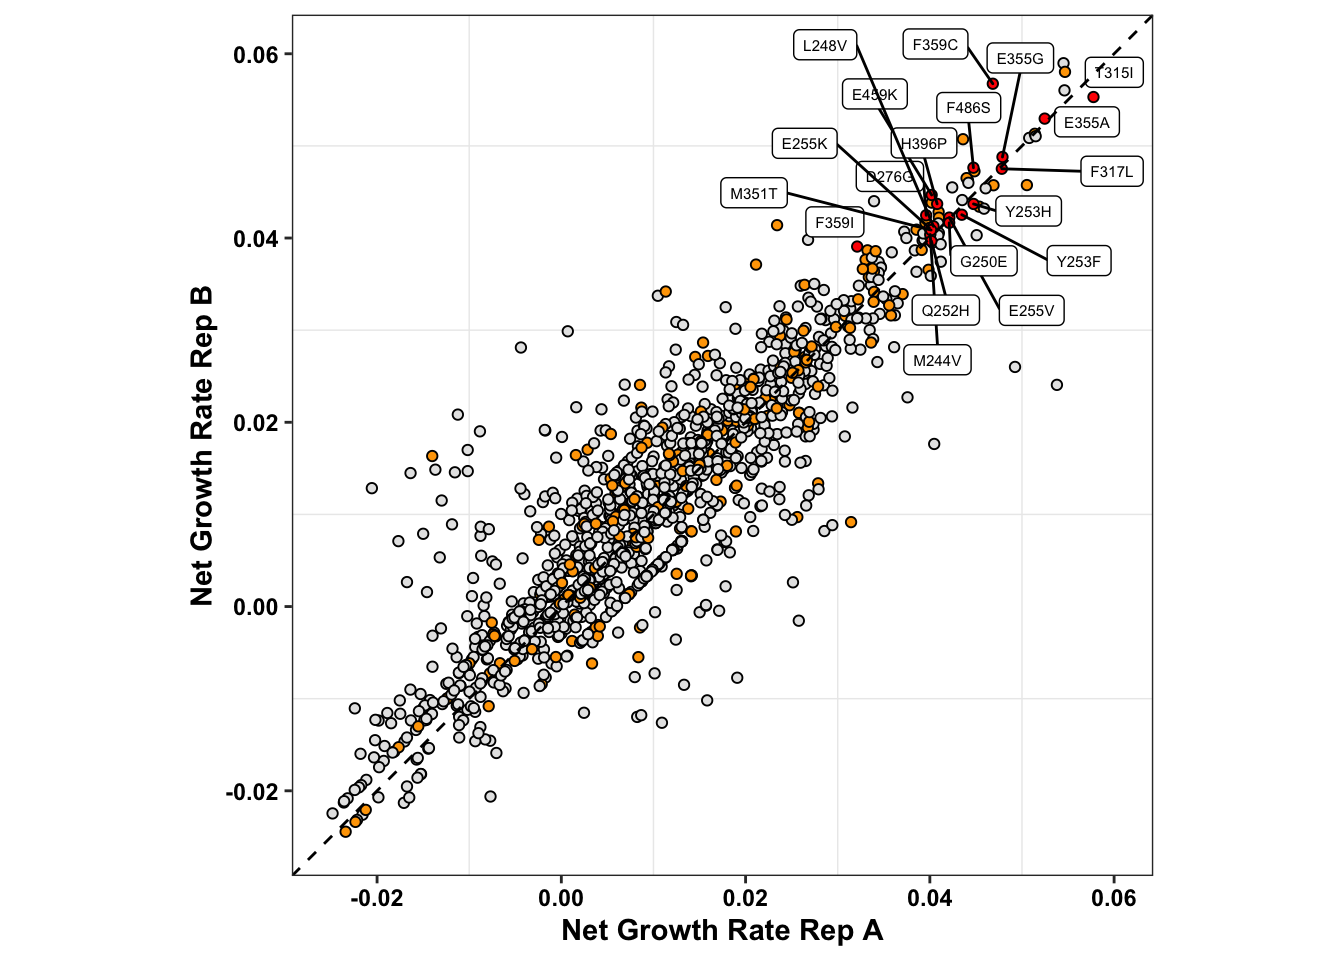 L248V
F359C
E355G
T315I
E459K
F486S
E355A
E255K
H396P
D276G
F317L
M351T
F359I
Y253H
G250E
Y253F
Q252H
E255V
M244V
0.06
0.04
0.02
0.00
-0.02
Net Growth Rate Rep B
-0.02
0.00
0.02
0.04
0.06
Net Growth Rate Rep A